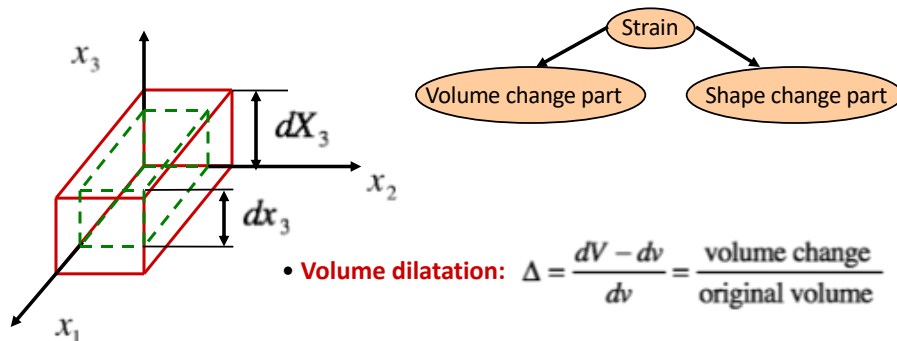 Strain
Volume change part
Shape change part
x₃
dX₃
x₂
dx₃
x₁
• Volume dilatation: Δ = (dV − dv)/dv = volume change/original volume